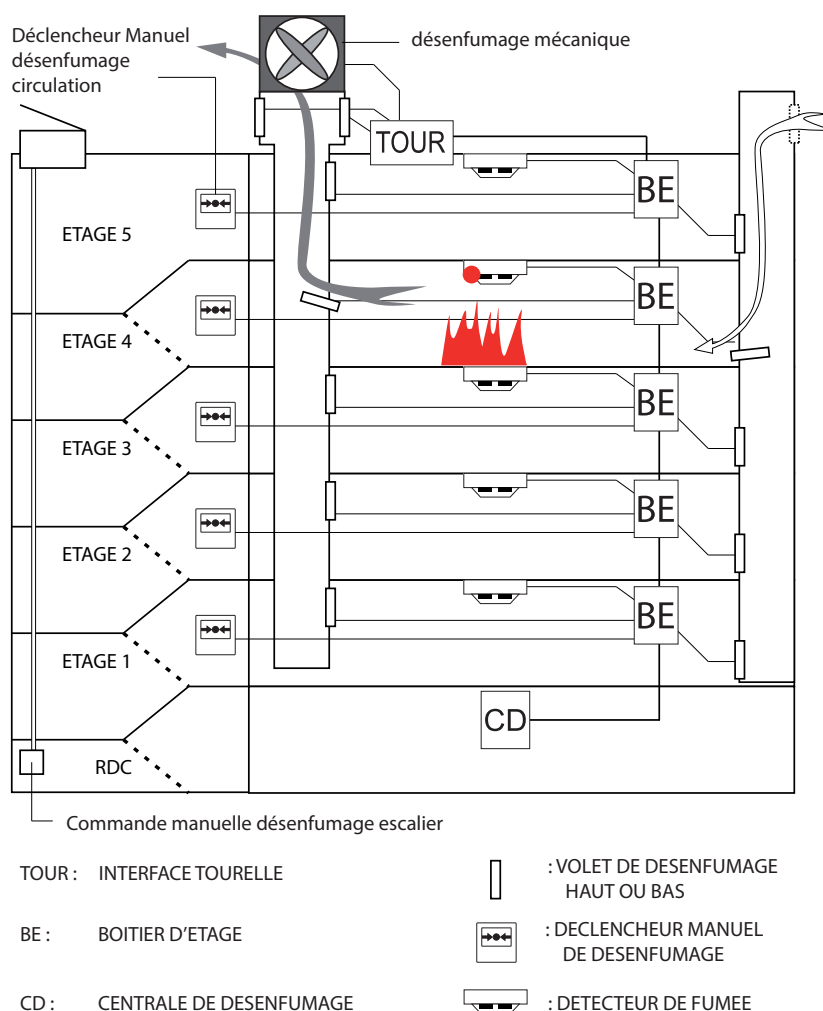 Déclencheur Manuel
désenfumage
circulation
désenfumage mécanique
TOUR
BE
ETAGE 5
BE
ETAGE 4
BE
ETAGE 3
BE
ETAGE 2
BE
ETAGE 1
CD
RDC
Commande manuelle désenfumage escalier
TOUR : INTERFACE TOURELLE
: VOLET DE DESENFUMAGE
HAUT OU BAS
BE : BOITIER D'ETAGE
: DECLENCHEUR MANUEL
DE DESENFUMAGE
CD : CENTRALE DE DESENFUMAGE
: DETECTEUR DE FUMEE